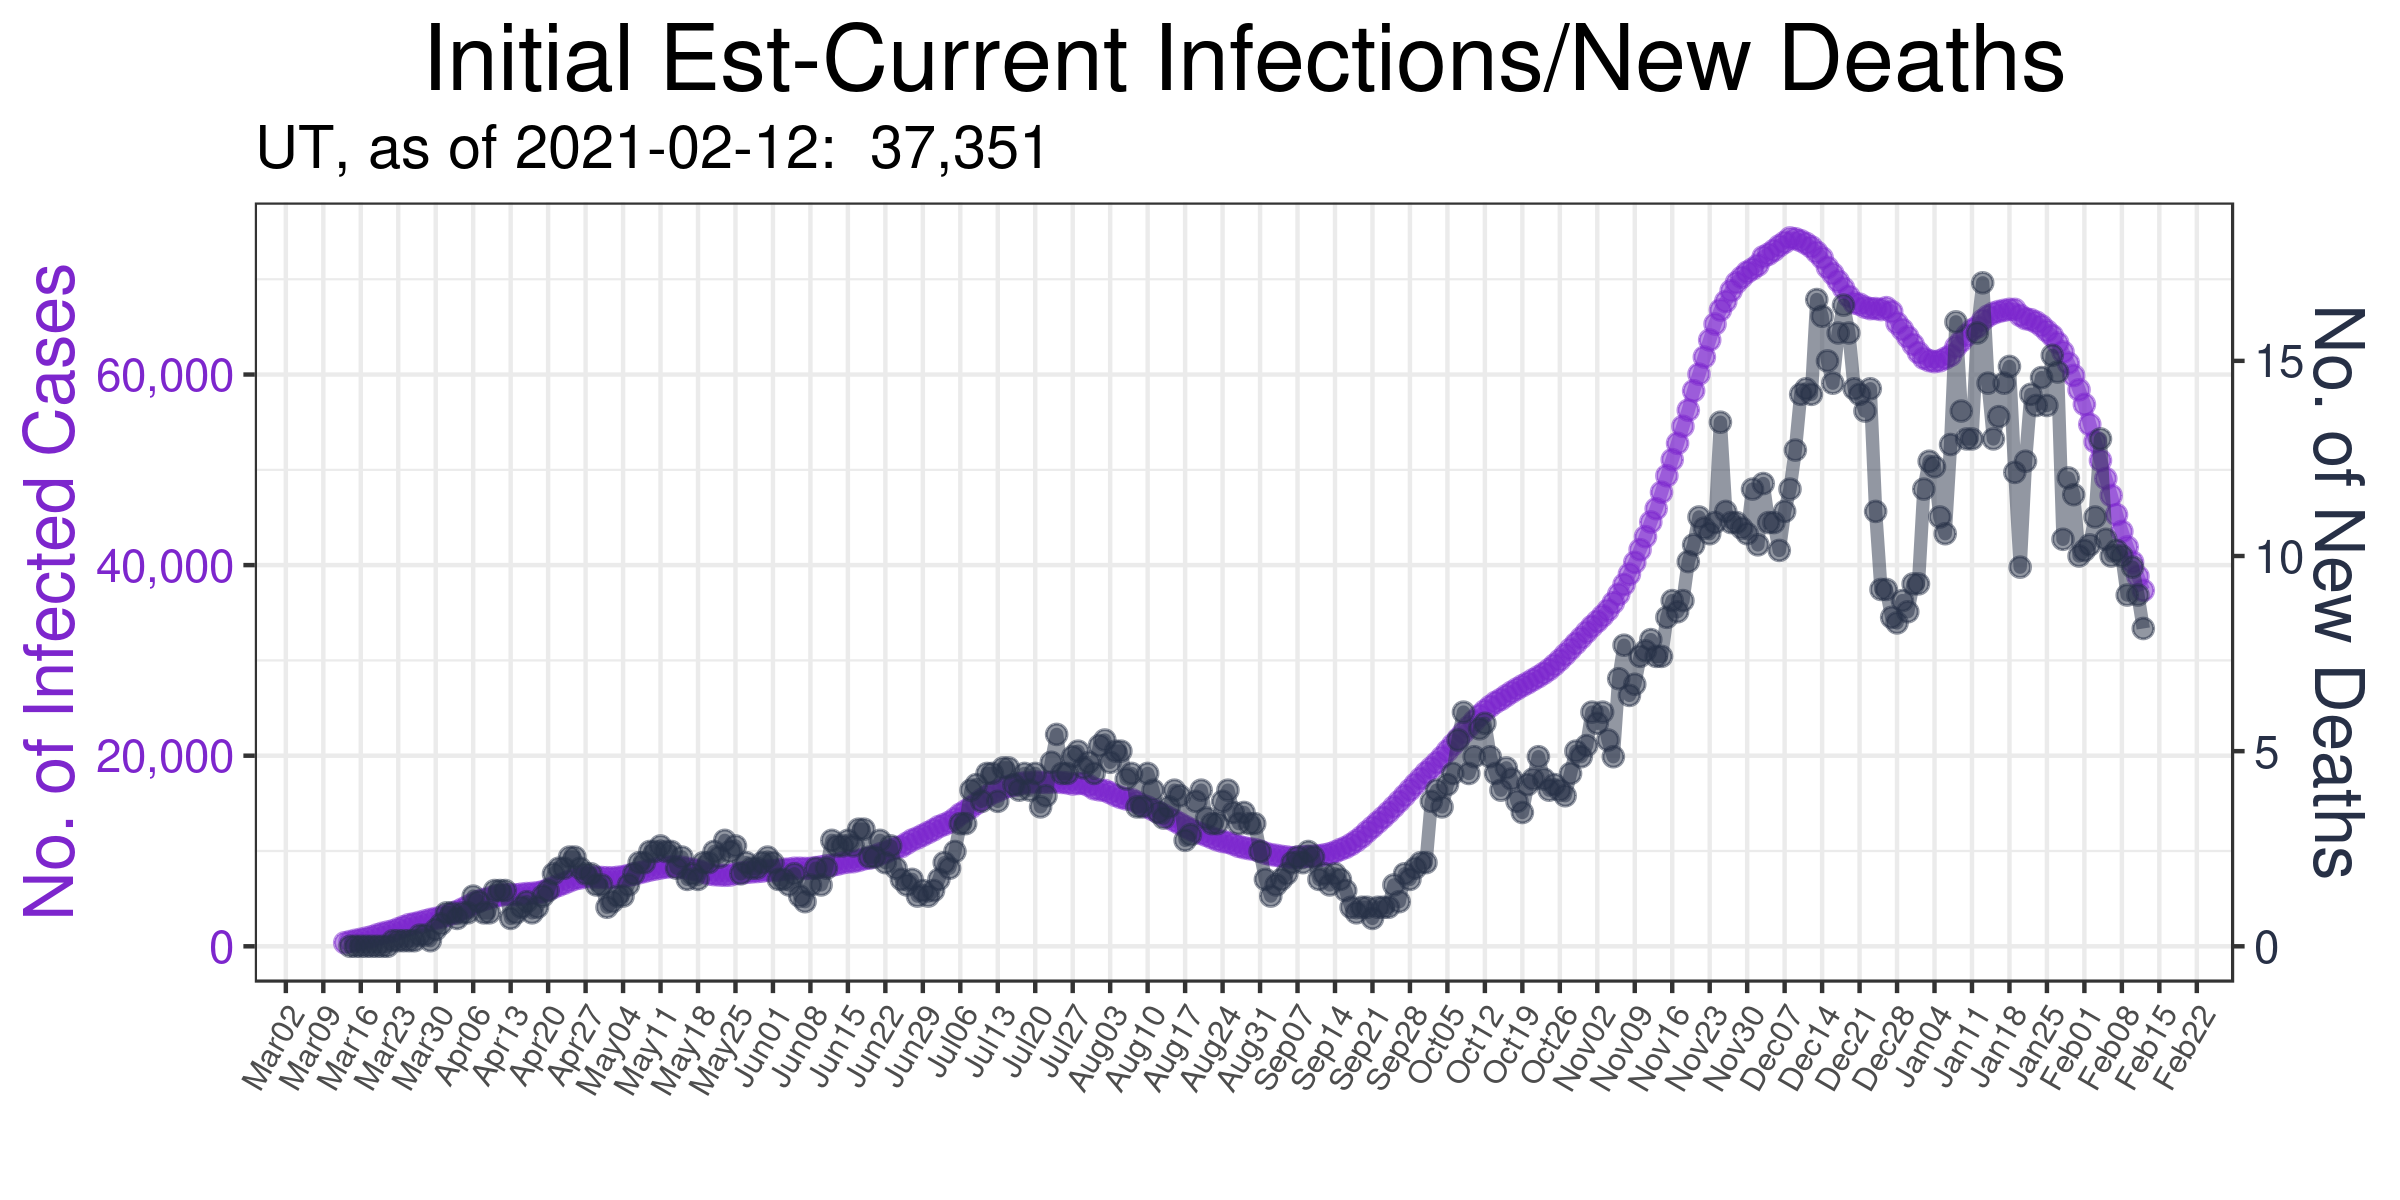 Initial Est-Current Infections/New Deaths
UT, as of 2021-02-12:  37,351
No. of Infected Cases
60,000
40,000
20,000
0
15
10
5
0
No. of New Deaths
Mar02
Mar09
Mar16
Mar23
Mar30
Apr06
Apr13
Apr20
Apr27
May04
May11
May18
May25
Jun01
Jun08
Jun15
Jun22
Jun29
Jul06
Jul13
Jul20
Jul27
Aug03
Aug10
Aug17
Aug24
Aug31
Sep07
Sep14
Sep21
Sep28
Oct05
Oct12
Oct19
Oct26
Nov02
Nov09
Nov16
Nov23
Nov30
Dec07
Dec14
Dec21
Dec28
Jan04
Jan11
Jan18
Jan25
Feb01
Feb08
Feb15
Feb22